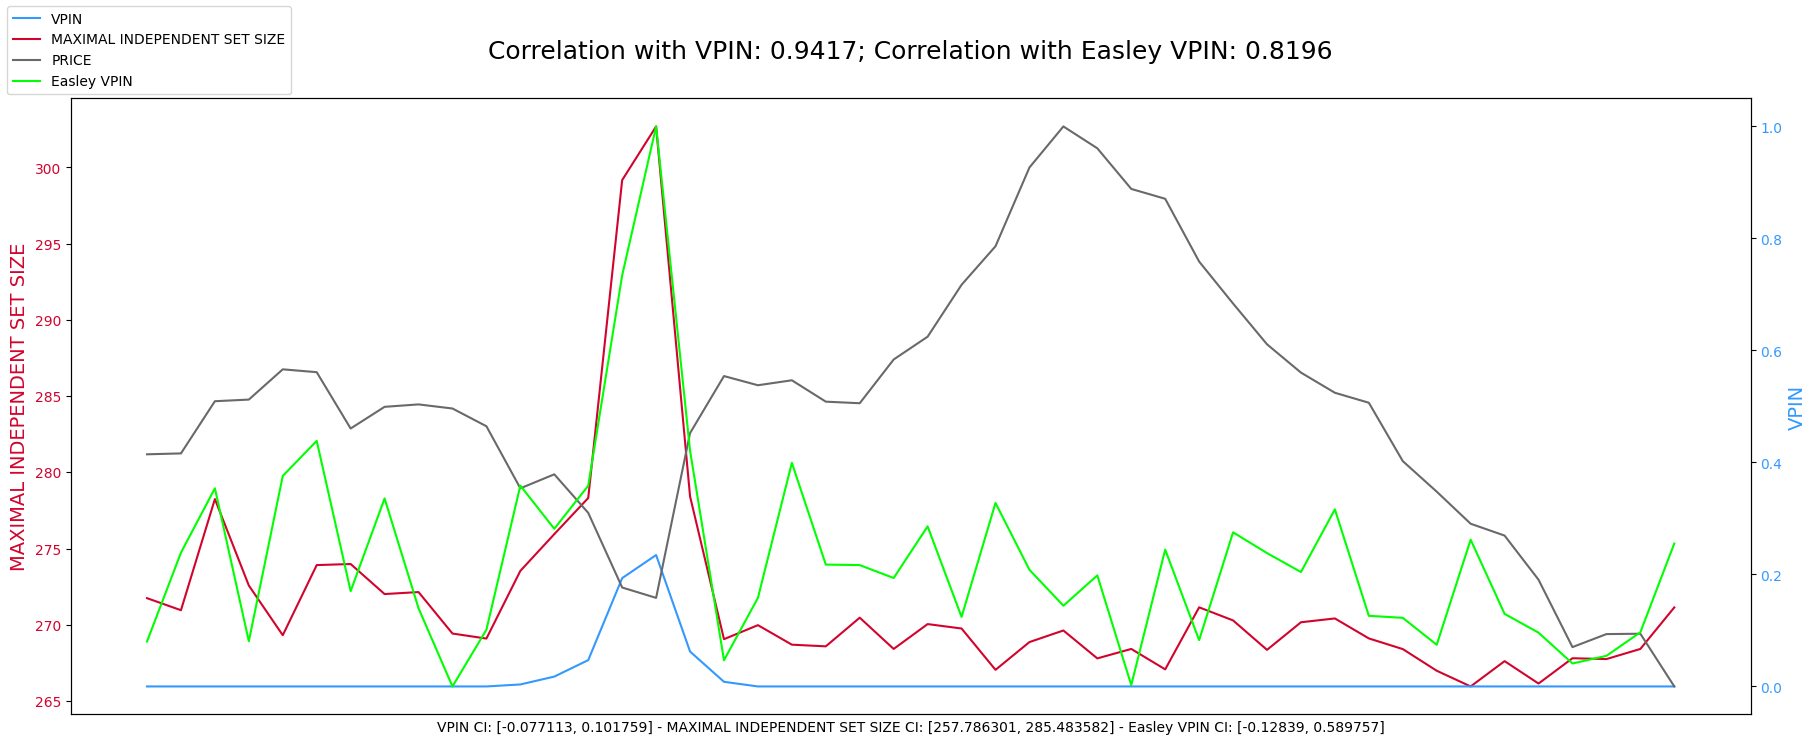 VPIN
MAXIMAL INDEPENDENT SET SIZE
PRICE
Easley VPIN
Correlation with VPIN: 0.9417; Correlation with Easley VPIN: 0.8196
MAXIMAL INDEPENDENT SET SIZE
300
295
290
285
280
275
270
265
1.0
0.8
0.6
0.4
0.2
0.0
VPIN
VPIN CI: [-0.077113, 0.101759] - MAXIMAL INDEPENDENT SET SIZE CI: [257.786301, 285.483582] - Easley VPIN CI: [-0.12839, 0.589757]